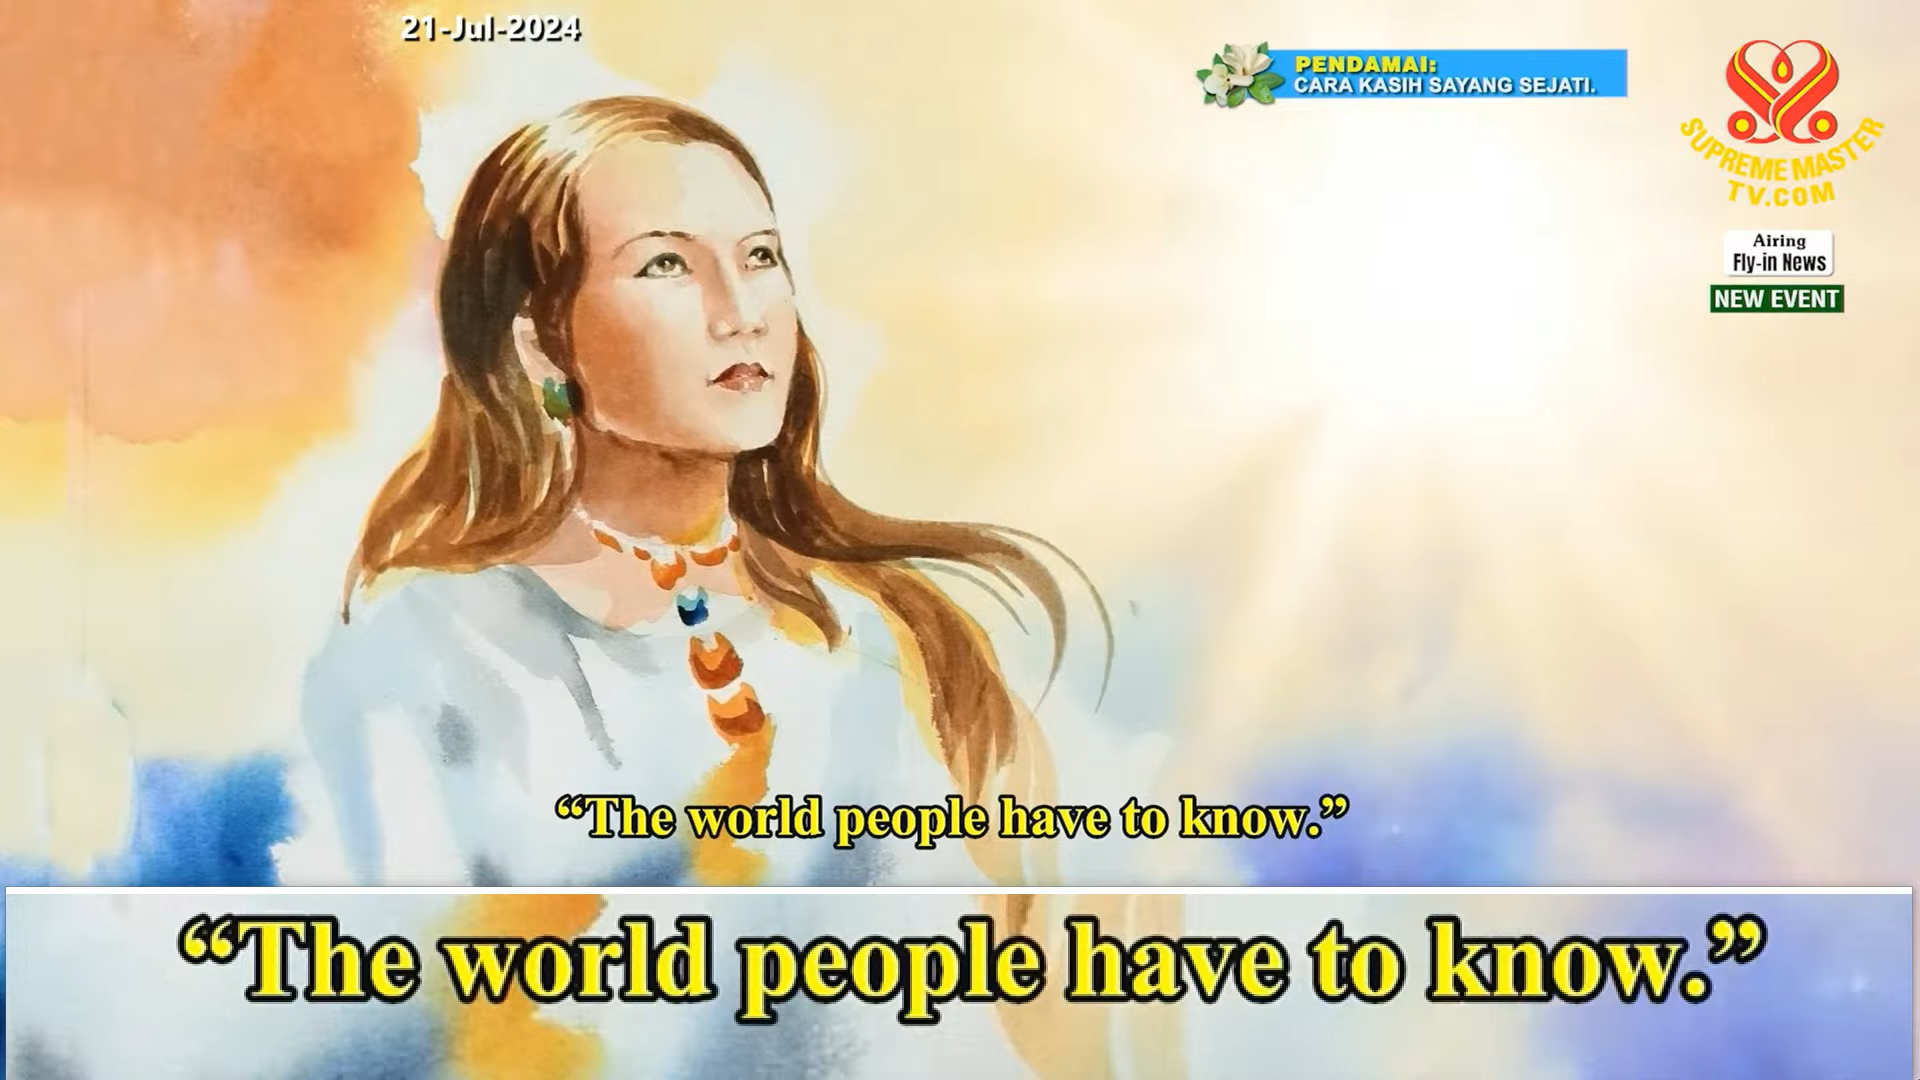 21-Jul-2024
PENDAMAI:
CARA KASIH SAYANG SEJATI.
SUPREME MASTER
TV.COM
Airing
Fly-in News
NEW EVENT
“The world people have to know.”
“The world people have to know.”